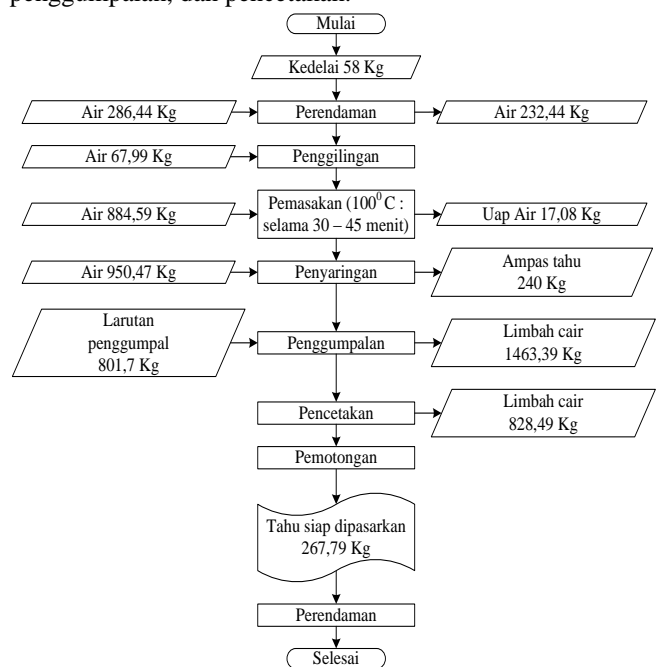 penggumpalan, dan pencetakan.
Mulai
Kedelai 58 Kg
Air 286,44 Kg
Perendaman
Air 232,44 Kg
Air 67,99 Kg
Penggilingan
Air 884,59 Kg
Pemasakan (100⁰ C :
selama 30 – 45 menit)
Uap Air 17,08 Kg
Air 950,47 Kg
Penyaringan
Ampas tahu
240 Kg
Larutan
penggumpal
801,7 Kg
Penggumpalan
Limbah cair
1463,39 Kg
Pencetakan
Limbah cair
828,49 Kg
Pemotongan
Tahu siap dipasarkan
267,79 Kg
Perendaman
Selesai